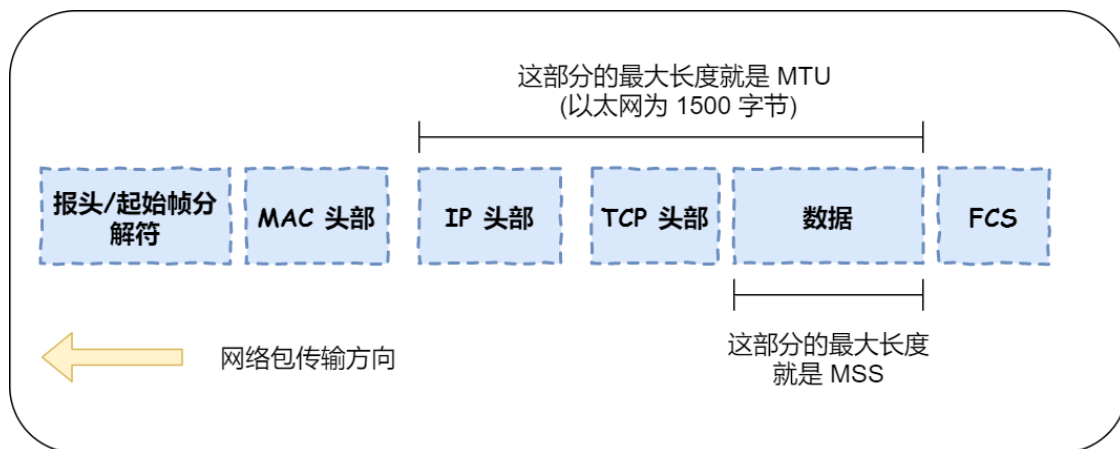 这部分的最大长度就是 MTU
(以太网为 1500 字节)
报头/起始帧分
解符
MAC 头部
IP 头部
TCP 头部
数据
FCS
这部分的最大长度
就是 MSS
网络包传输方向